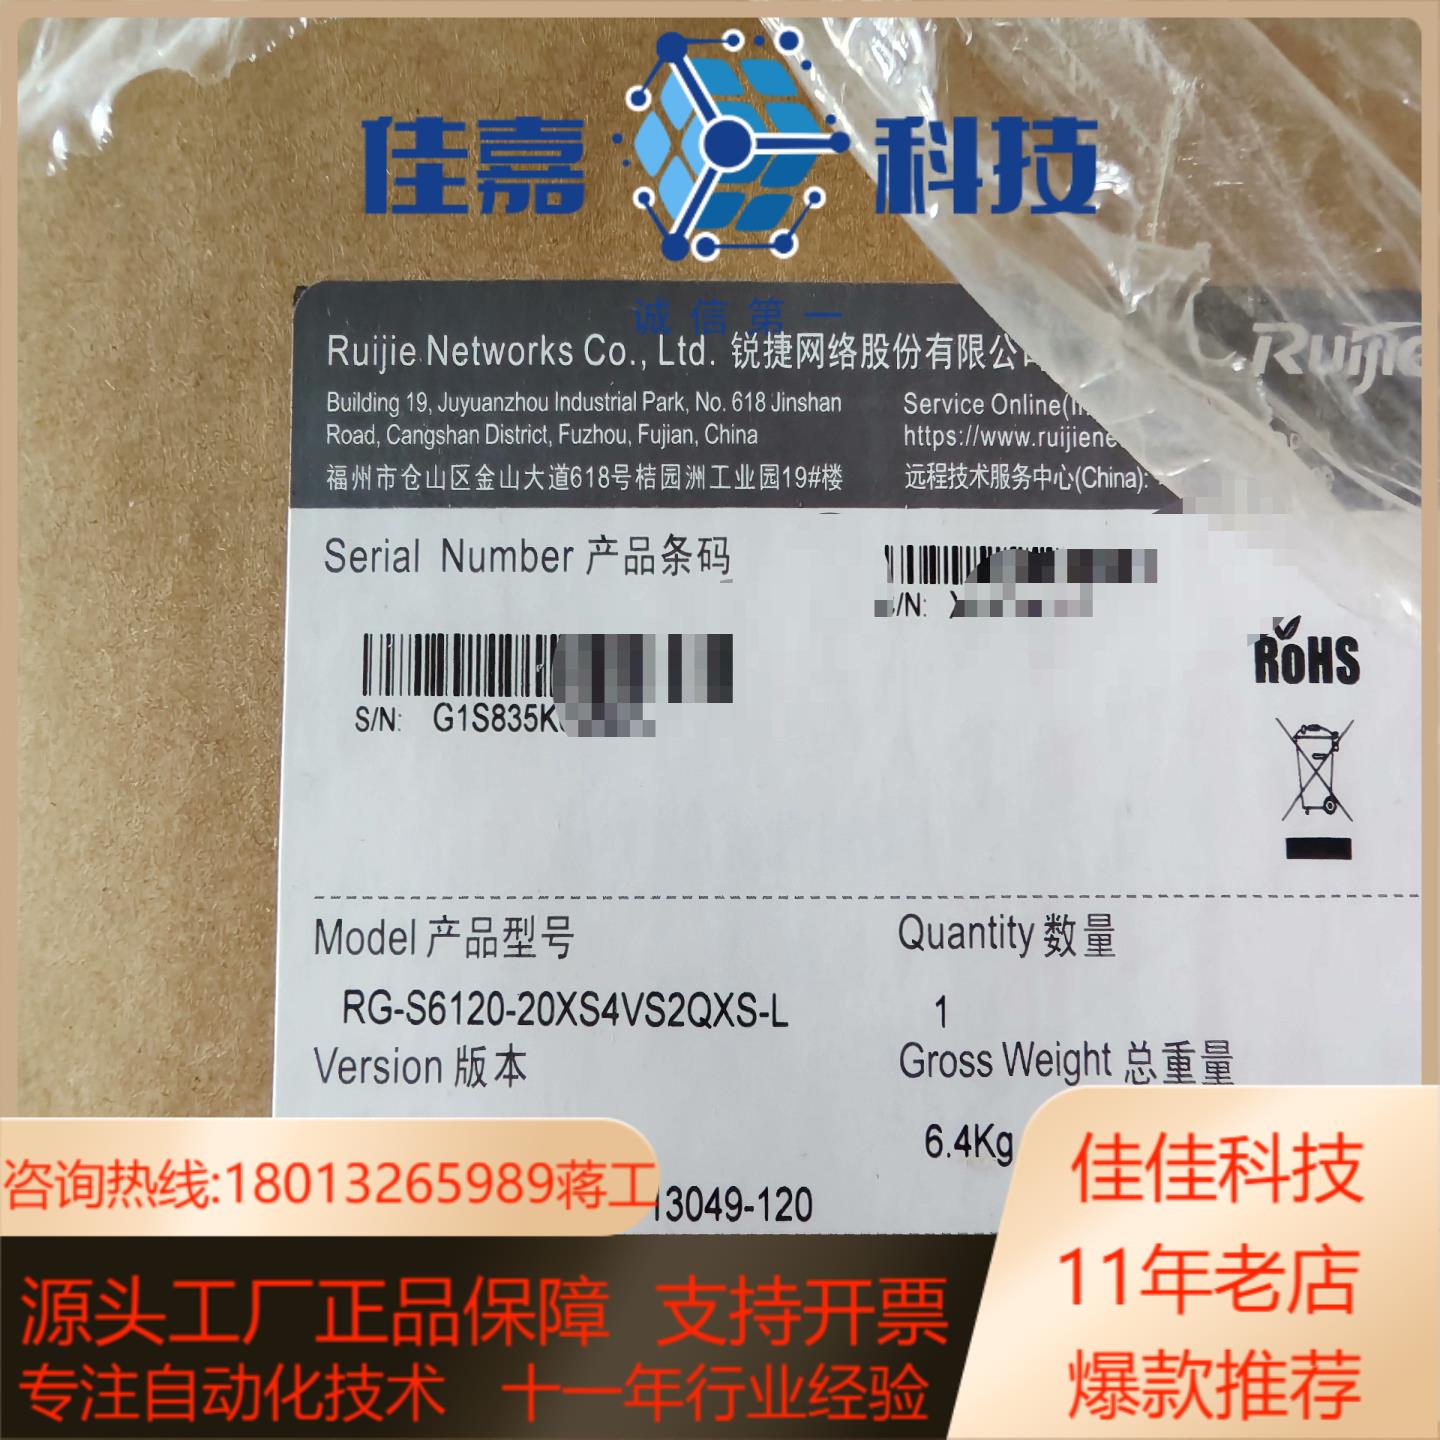 佳嘉 科技
诚信第一
Ruijie Networks Co., Ltd. 锐捷网络股份有限公司
Ruijie
Building 19, Juyuanzhou Industrial Park, No. 618 Jinshan
Road, Cangshan District, Fuzhou, Fujian, China
福州市仓山区金山大道618号桔园洲工业园19#楼
Service Online(
https://www.ruijiene
远程技术服务中心(China):
Serial Number 产品条码
S/N: G1S835K
/N:
RoHS
Model 产品型号
RG-S6120-20XS4VS2QXS-L
Quantity 数量
1
Version 版本
Gross Weight 总重量
6.4Kg
13049-120
咨询热线:18013265989蒋工
源头工厂正品保障 支持开票
专注自动化技术 十一年行业经验
佳佳科技
11年老店
爆款推荐